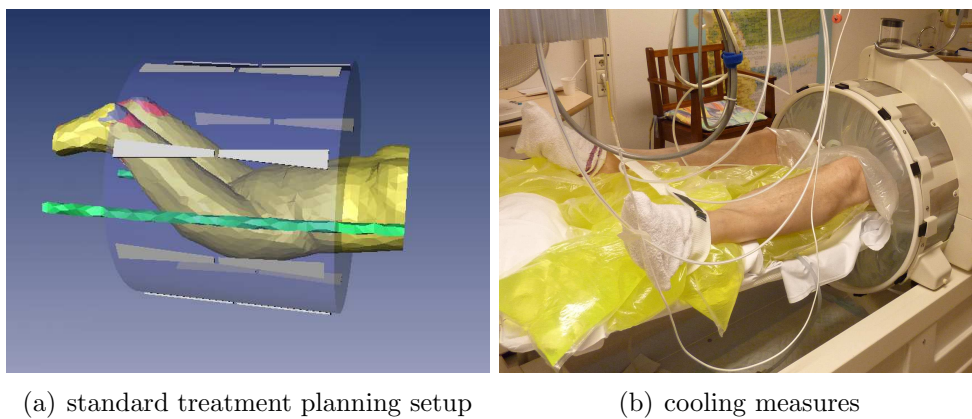 (a) standard treatment planning setup
(b) cooling measures